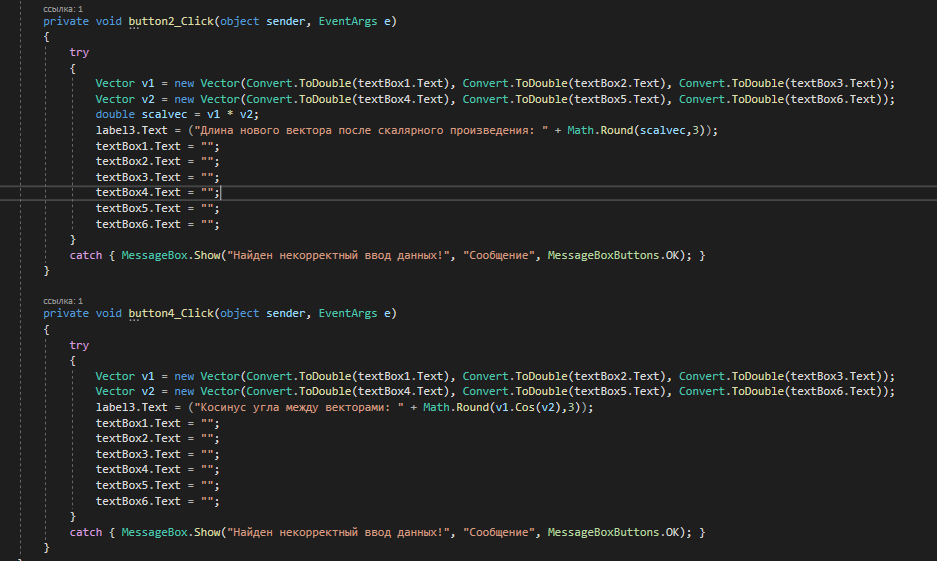 ссылка: 1
private void button2_Click(object sender, EventArgs e)
{
try
{
Vector v1 = new Vector(Convert.ToDouble(textBox1.Text), Convert.ToDouble(textBox2.Text), Convert.ToDouble(textBox3.Text));
Vector v2 = new Vector(Convert.ToDouble(textBox4.Text), Convert.ToDouble(textBox5.Text), Convert.ToDouble(textBox6.Text));
double scalvec = v1 * v2;
label3.Text = ("Длина нового вектора после скалярного произведения: " + Math.Round(scalvec,3));
textBox1.Text = "";
textBox2.Text = "";
textBox3.Text = "";
textBox4.Text = "";
textBox5.Text = "";
textBox6.Text = "";
}
catch { MessageBox.Show("Найден некорректный ввод данных!", "Сообщение", MessageBoxButtons.OK); }
}
ссылка: 1
private void button4_Click(object sender, EventArgs e)
{
try
{
Vector v1 = new Vector(Convert.ToDouble(textBox1.Text), Convert.ToDouble(textBox2.Text), Convert.ToDouble(textBox3.Text));
Vector v2 = new Vector(Convert.ToDouble(textBox4.Text), Convert.ToDouble(textBox5.Text), Convert.ToDouble(textBox6.Text));
label3.Text = ("Косинус угла между векторами: " + Math.Round(v1.Cos(v2),3));
textBox1.Text = "";
textBox2.Text = "";
textBox3.Text = "";
textBox4.Text = "";
textBox5.Text = "";
textBox6.Text = "";
}
catch { MessageBox.Show("Найден некорректный ввод данных!", "Сообщение", MessageBoxButtons.OK); }
}